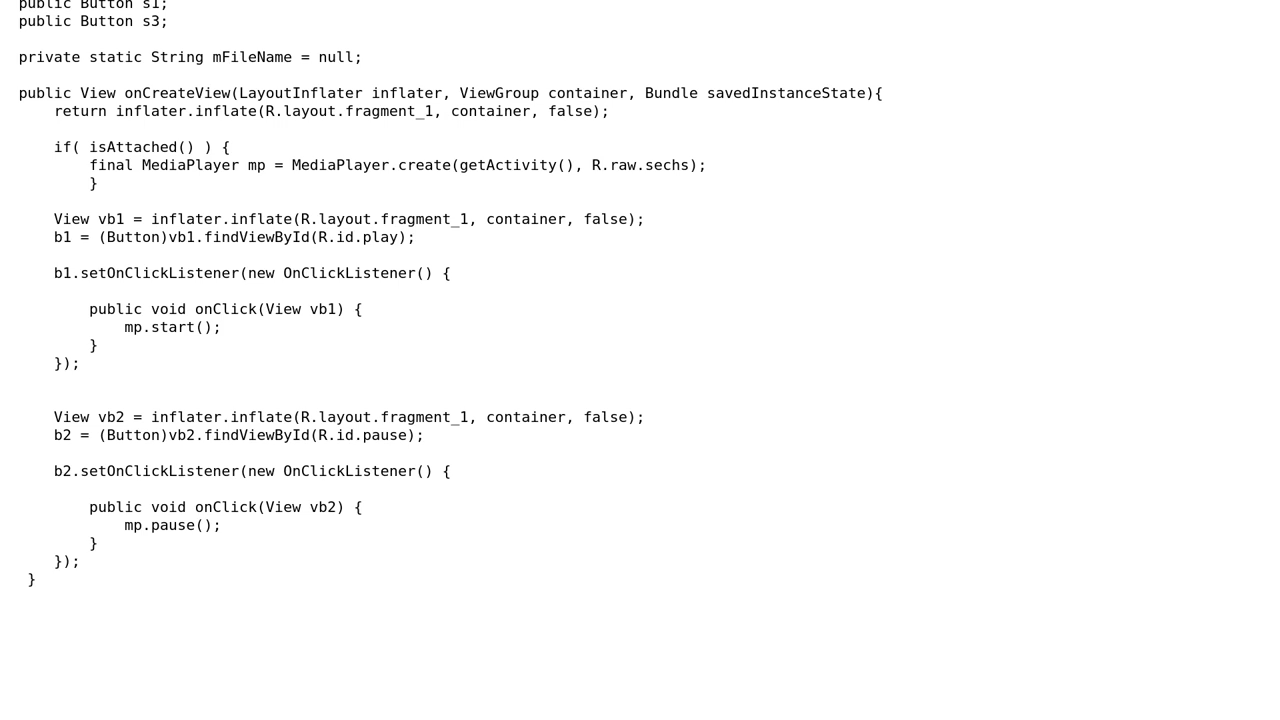 public Button s1;
public Button s3;
private static String mFileName = null;
public View onCreateView(LayoutInflater inflater, ViewGroup container, Bundle savedInstanceState){
    return inflater.inflate(R.layout.fragment_1, container, false);
    if( isAttached() ) {
        final MediaPlayer mp = MediaPlayer.create(getActivity(), R.raw.sechs);
        }
    View vb1 = inflater.inflate(R.layout.fragment_1, container, false);
    b1 = (Button)vb1.findViewById(R.id.play);
    b1.setOnClickListener(new OnClickListener() {
        public void onClick(View vb1) {
            mp.start();
        }
    });
    View vb2 = inflater.inflate(R.layout.fragment_1, container, false);
    b2 = (Button)vb2.findViewById(R.id.pause);
    b2.setOnClickListener(new OnClickListener() {
        public void onClick(View vb2) {
            mp.pause();
        }
    });
 }